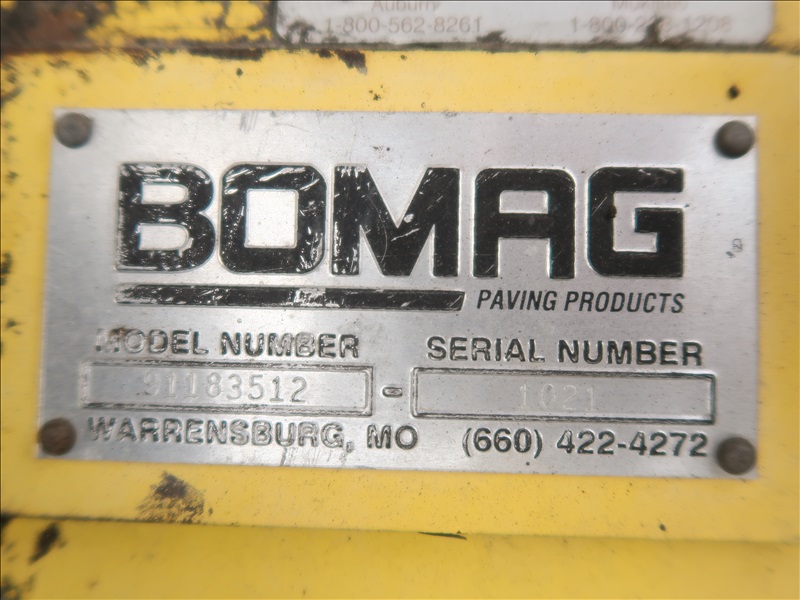 Auburn
1-800-562-8261
BOMAG
PAVING PRODUCTS
MODEL NUMBER SERIAL NUMBER
91183512 - 1021
WARRENSBURG, MO (660) 422-4272